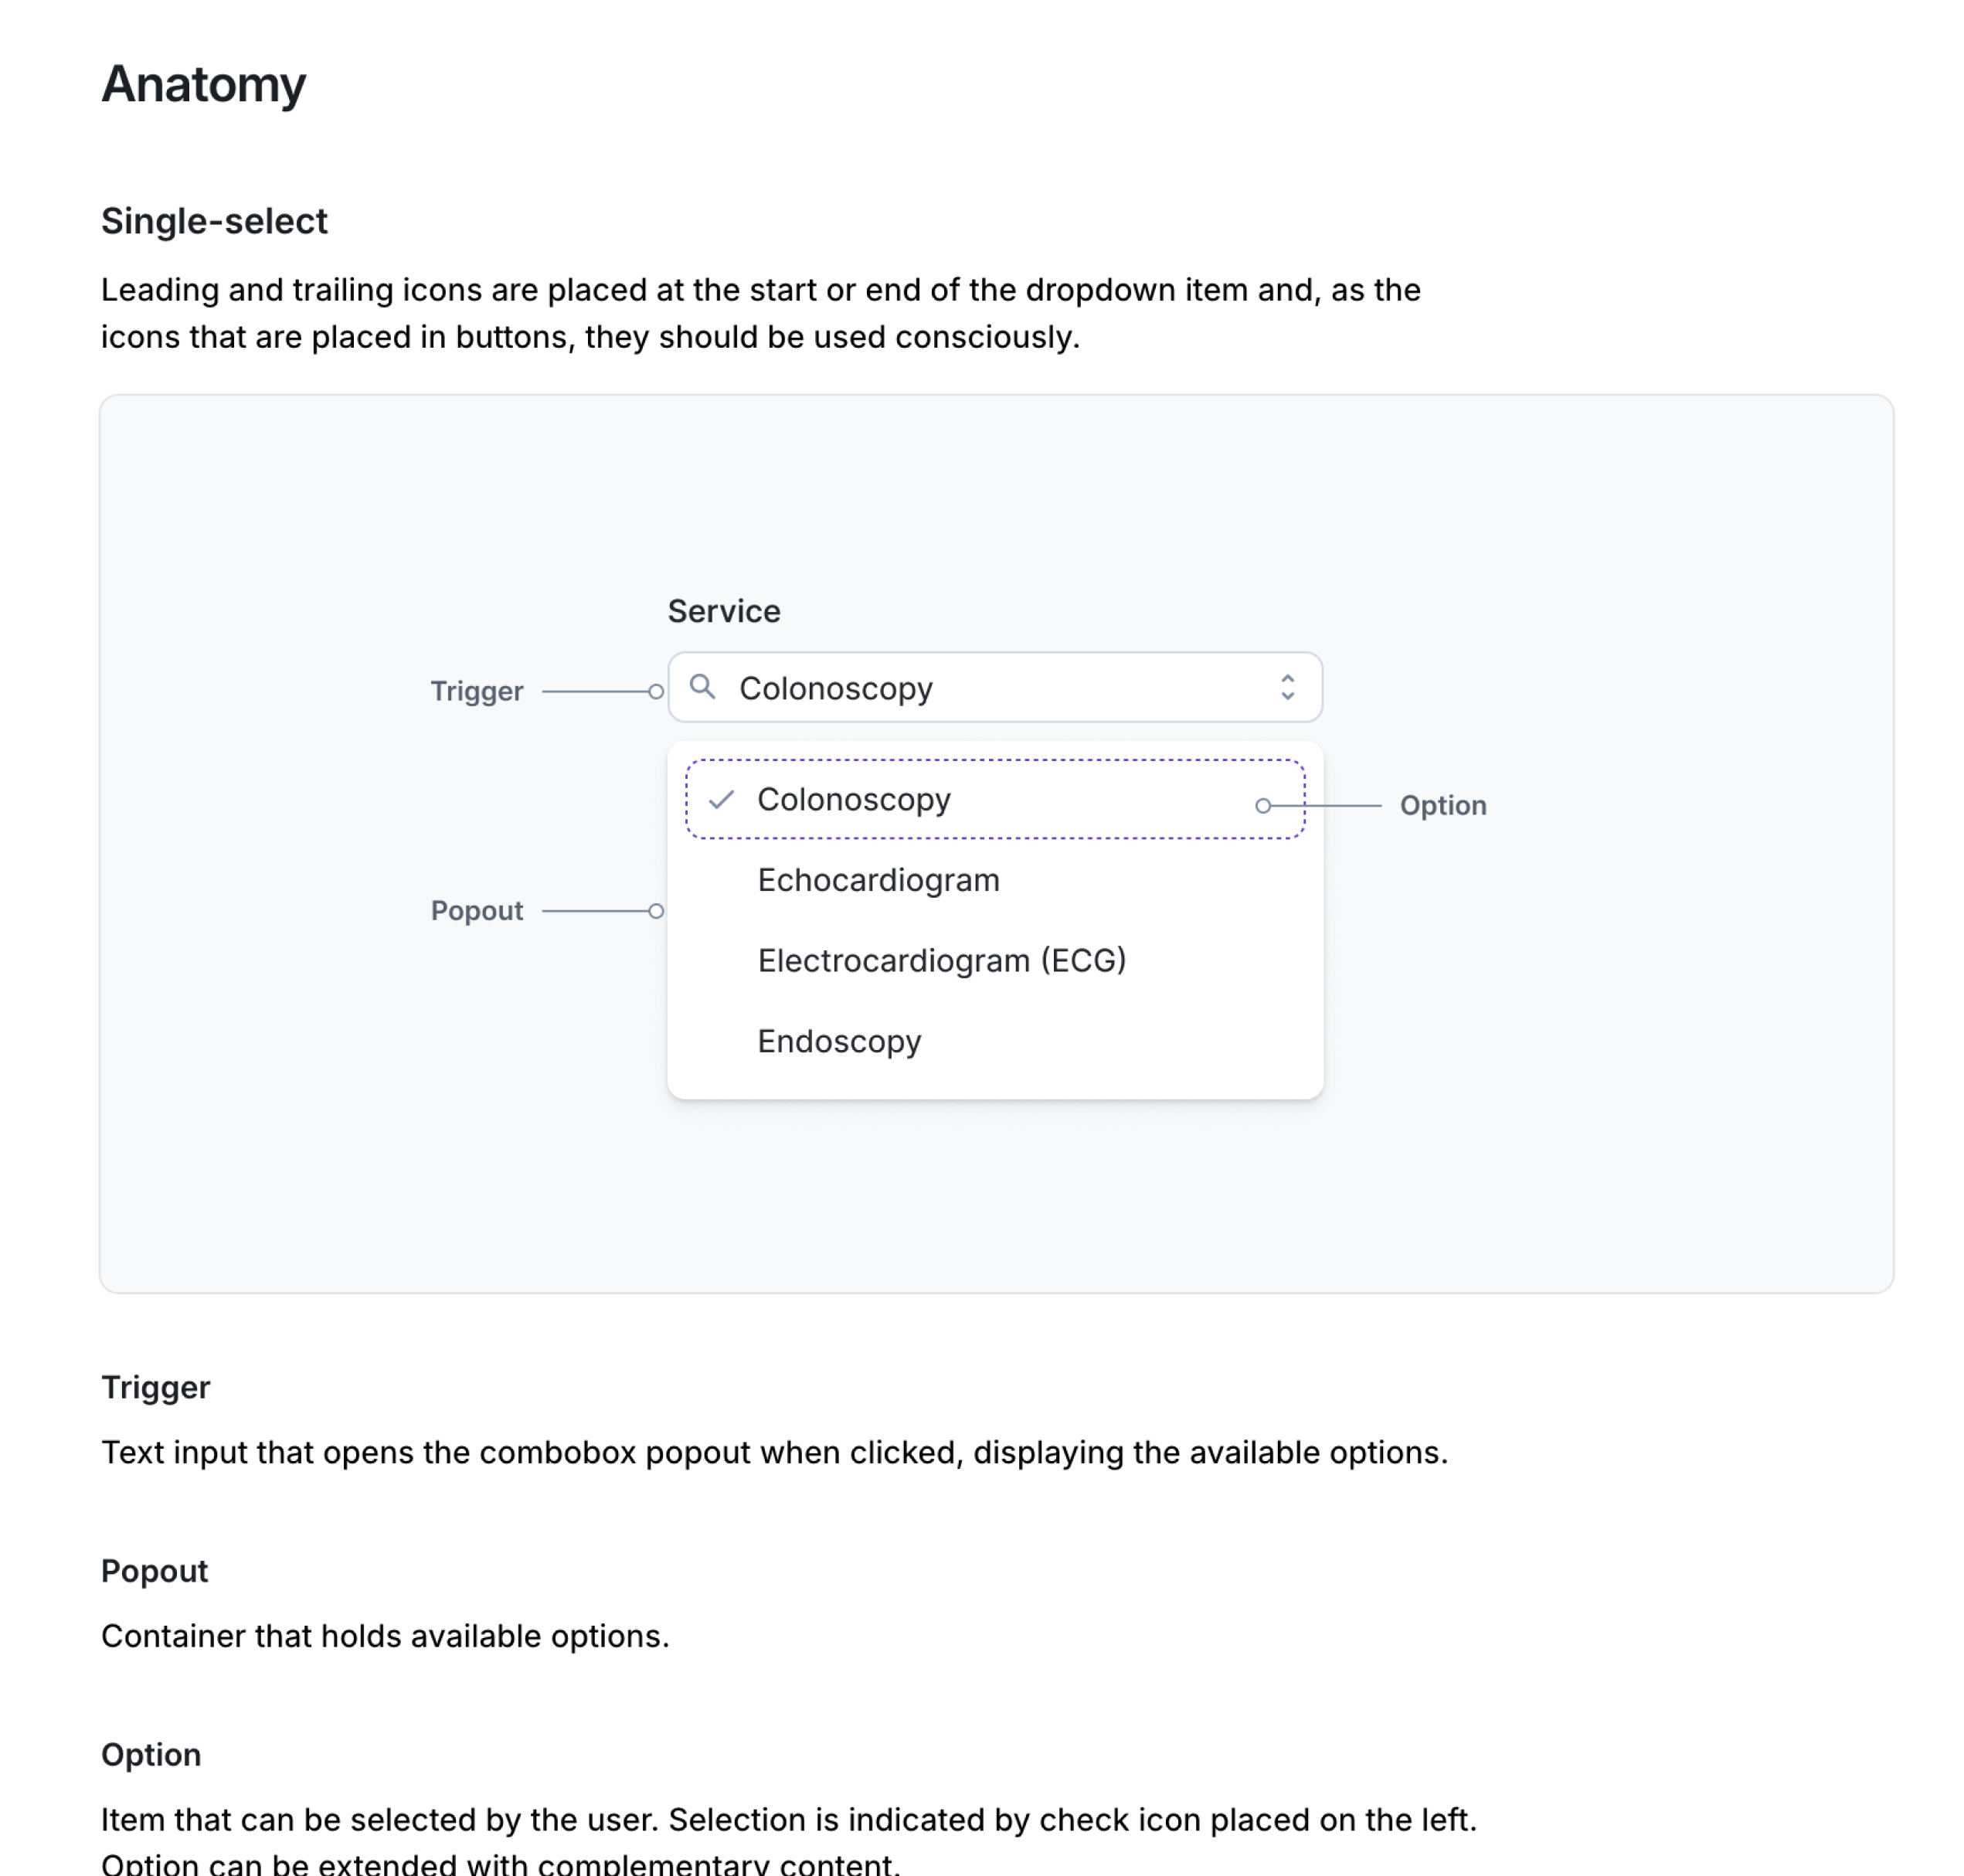 Anatomy
Single-select
Leading and trailing icons are placed at the start or end of the dropdown item and, as the
icons that are placed in buttons, they should be used consciously.
Service
Trigger
Colonoscopy
Colonoscopy
Option
Echocardiogram
Popout
Electrocardiogram (ECG)
Endoscopy
Trigger
Text input that opens the combobox popout when clicked, displaying the available options.
Popout
Container that holds available options.
Option
Item that can be selected by the user. Selection is indicated by check icon placed on the left.
Option can be extended with complementary content.